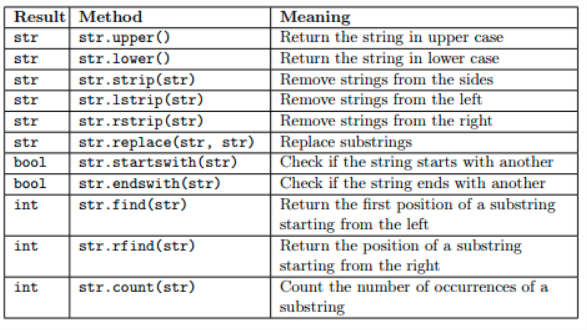 Result Method Meaning
str str.upper() Return the string in upper case
str str.lower() Return the string in lower case
str str.strip(str) Remove strings from the sides
str str.lstrip(str) Remove strings from the left
str str.rstrip(str) Remove strings from the right
str str.replace(str, str) Replace substrings
bool str.startswith(str) Check if the string starts with another
bool str.endswith(str) Check if the string ends with another
int str.find(str) Return the first position of a substring
starting from the left
int str.rfind(str) Return the position of a substring
starting from the right
int str.count(str) Count the number of occurrences of a
substring